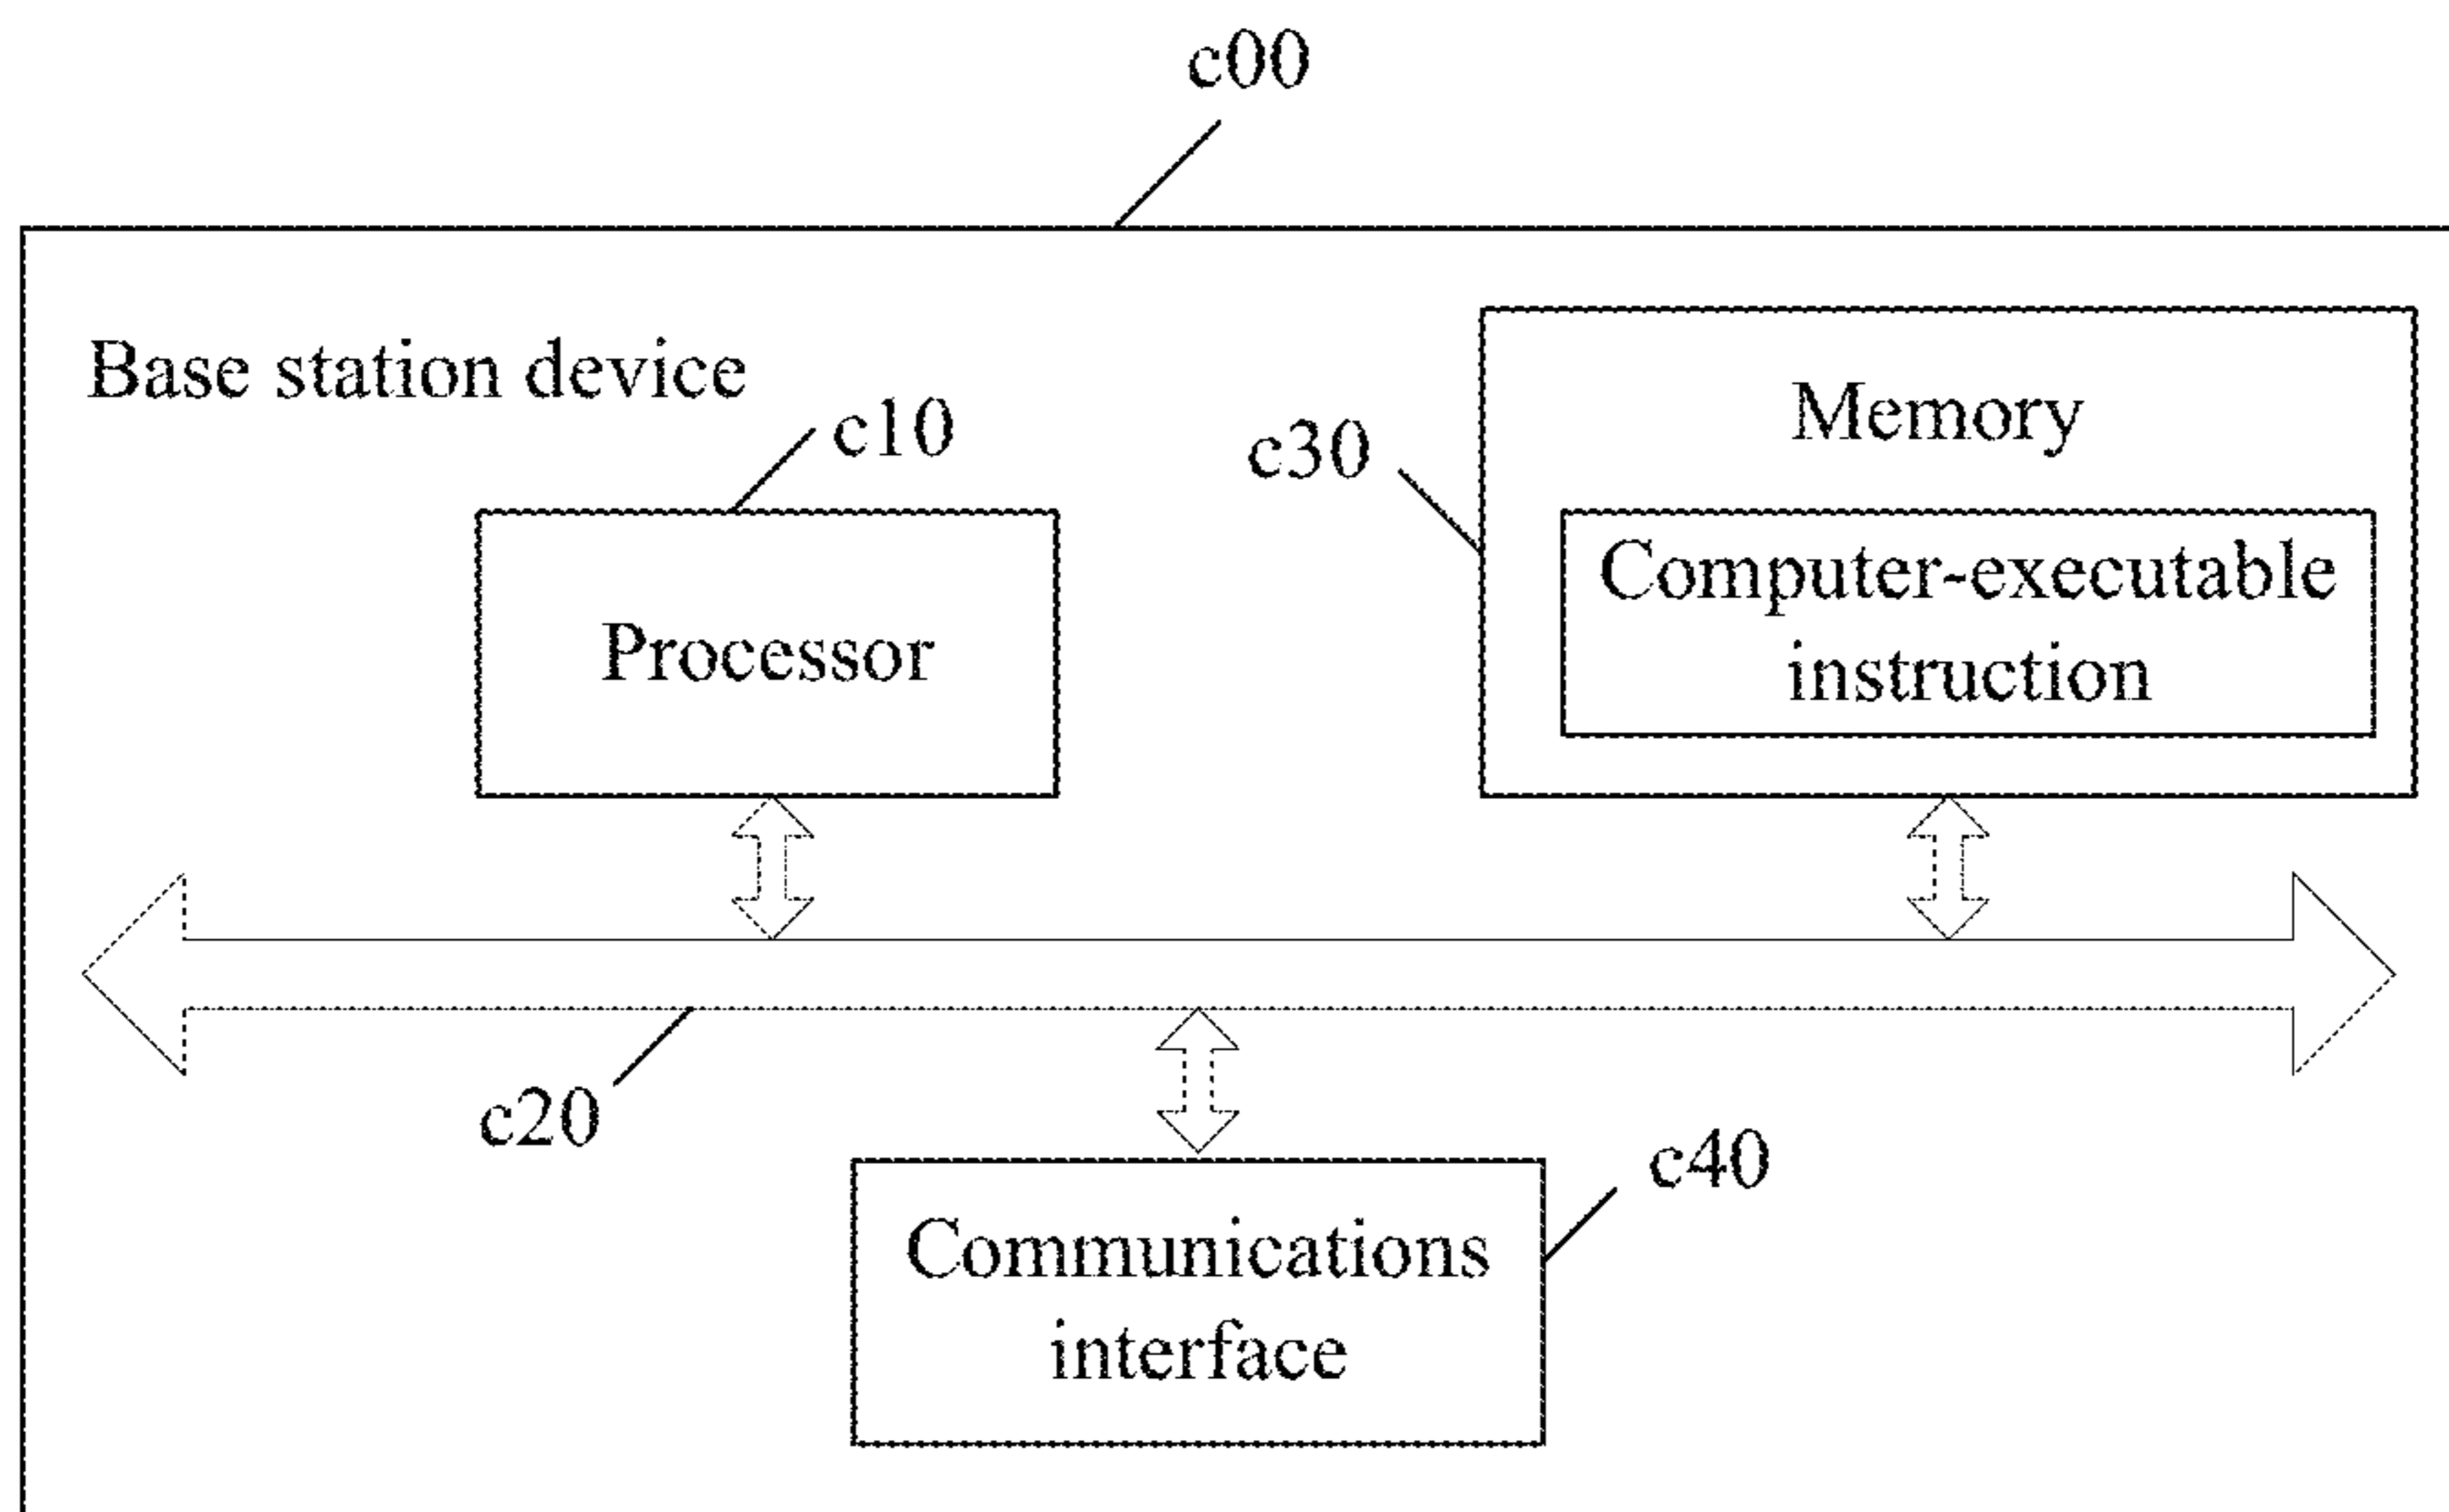 c00
Base station device
c10
c30
Memory
Computer-executable
instruction
Processor
c20
c40
Communications
interface